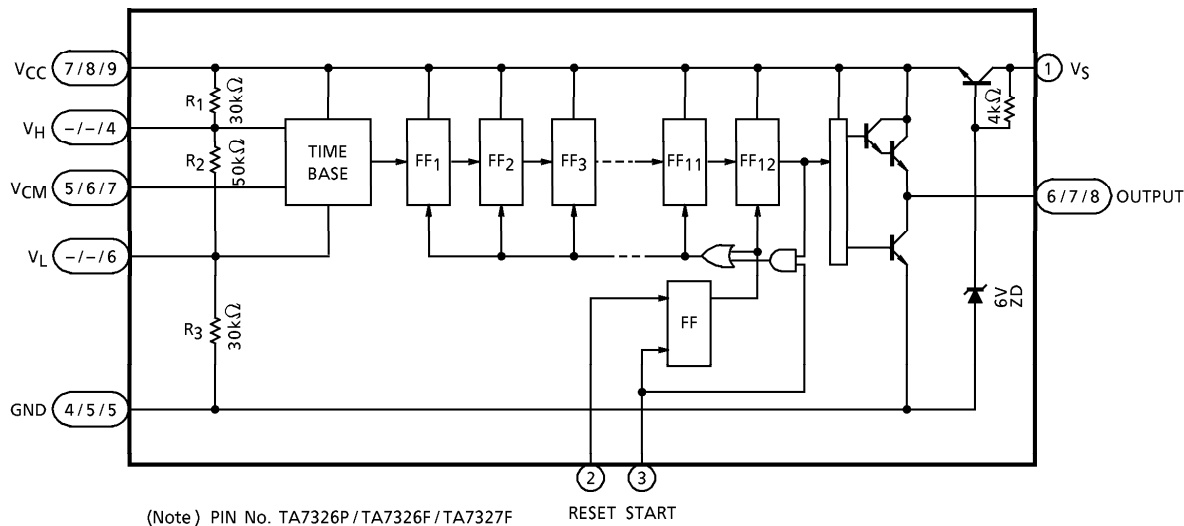 VCC 7/8/9
R1 30kΩ
VH -/-/4
R2 50kΩ
VCM 5/6/7
VL -/-/6
R3 30kΩ
GND 4/5/5
TIME
BASE
FF1
FF2
FF3
FF11
FF12
FF
4kΩ
1 VS
6/7/8 OUTPUT
6V
ZD
2 3
RESET START
(Note) PIN No. TA7326P/TA7326F/TA7327F